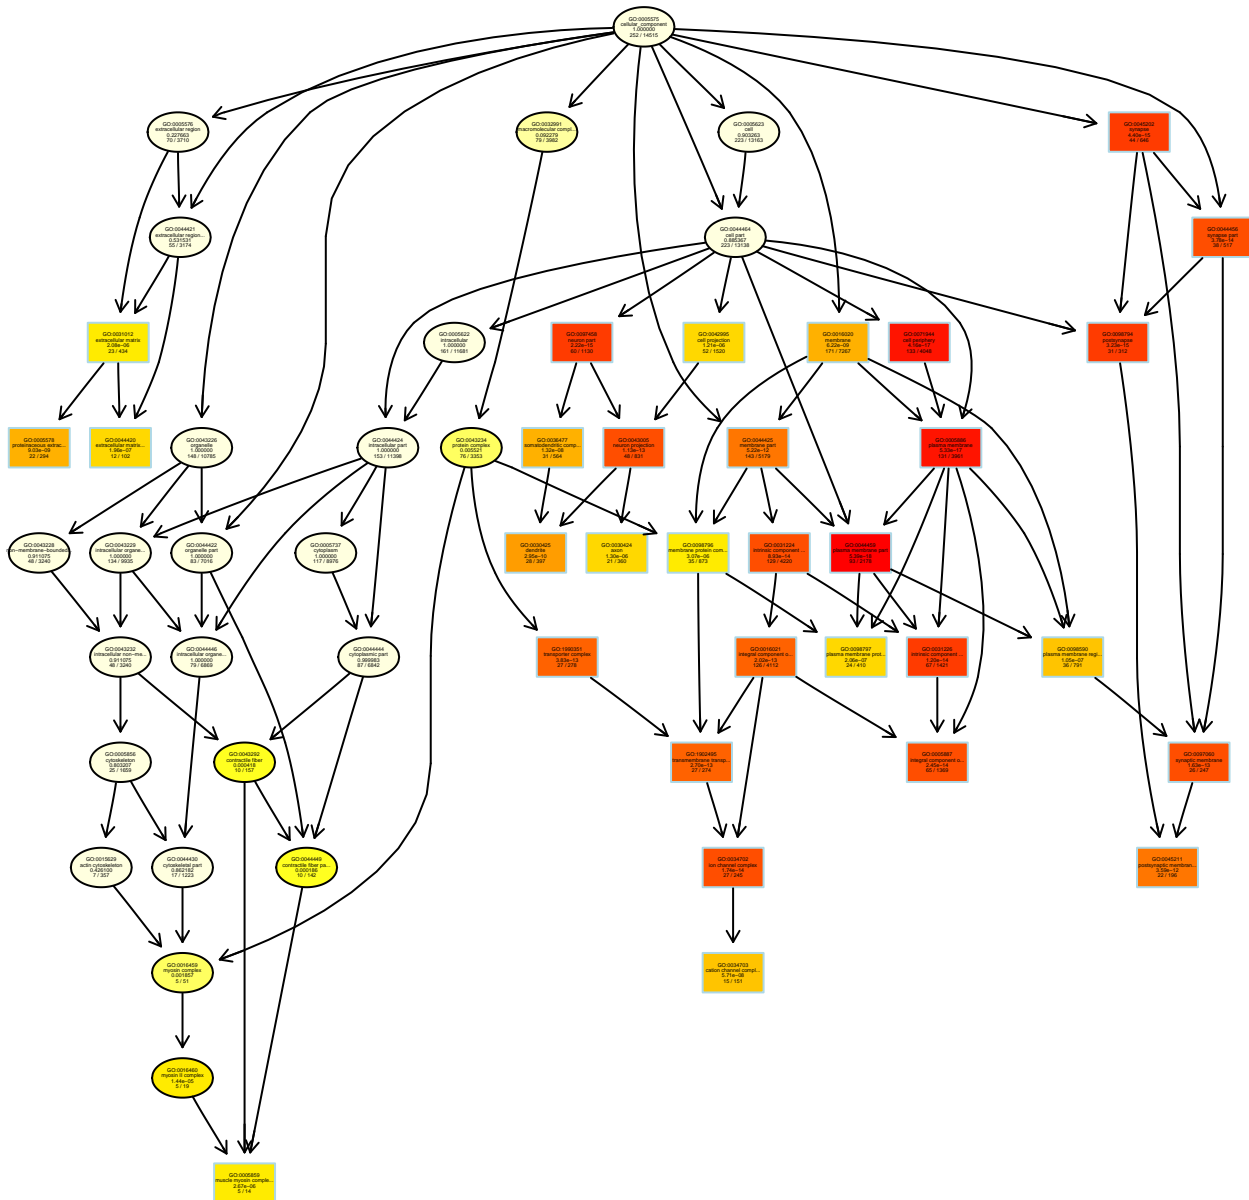 GO:0005575
cellular_component
1.000000
252 / 14515
GO:0005576
extracellular region
0.227663
70 / 3710
GO:0032991
macromolecular compl...
0.092279
79 / 3982
GO:0005623
cell
0.903263
223 / 13163
GO:0045202
synapse
4.40e-15
44 / 646
GO:0044421
extracellular region...
0.531531
55 / 3174
GO:0044464
cell part
0.885367
223 / 13138
GO:0044456
synapse part
3.78e-14
38 / 517
GO:0031012
extracellular matrix
2.08e-06
23 / 434
GO:0005622
intracellular
1.000000
161 / 11681
GO:0097458
neuron part
2.22e-15
60 / 1130
GO:0042995
cell projection
1.21e-06
52 / 1520
GO:0016020
membrane
6.22e-09
171 / 7367
GO:0071944
cell periphery
GO:0098794
postsynapse
3.23e-15
31 / 312
GO:0005578
proteinaceous extrac...
9.03e-09
22 / 294
GO:0044420
extracellular matrix...
1.96e-07
12 / 102
GO:0043226
organelle
1.000000
148 / 10785
GO:0044424
intracellular part
1.000000
153 / 11398
GO:0043234
protein complex
0.005521
76 / 3353
GO:0036477
somatodendritic comp...
1.32e-08
31 / 564
GO:0043005
neuron projection
1.13e-13
48 / 831
GO:0044425
membrane part
5.22e-12
143 / 5179
plasma membrane
GO:0043228
non-membrane-bounded...
0.911075
48 / 3240
GO:0043229
intracellular organe...
1.000000
134 / 9935
GO:0044422
organelle part
1.000000
83 / 7016
GO:0005737
cytoplasm
1.000000
117 / 8976
GO:0030425
dendrite
2.95e-10
28 / 397
GO:0030424
axon
1.30e-06
21 / 360
GO:0098796
membrane protein com...
3.07e-06
35 / 873
GO:0031224
intrinsic component ...
8.93e-14
129 / 4220
plasma membrane part
GO:0043232
intracellular non-me...
0.911075
48 / 3240
GO:0044446
intracellular organe...
1.000000
79 / 6869
GO:0044444
cytoplasmic part
0.999983
87 / 6842
GO:1990351
transporter complex
3.83e-13
27 / 278
GO:0016021
integral component o...
2.02e-13
126 / 4112
GO:0098797
plasma membrane prot...
2.06e-07
24 / 410
GO:0031226
intrinsic component ...
1.20e-14
67 / 1421
GO:0098590
plasma membrane regi...
1.05e-07
36 / 791
GO:0005856
cytoskeleton
0.803207
25 / 1659
GO:0043292
contractile fiber
0.000418
10 / 157
GO:1902495
transmembrane transp...
2.70e-13
27 / 274
GO:0005887
integral component o...
2.45e-14
65 / 1369
GO:0097060
synaptic membrane
1.63e-13
26 / 247
GO:0015629
actin cytoskeleton
0.426100
7 / 357
GO:0044430
cytoskeletal part
0.862182
17 / 1223
GO:0044449
contractile fiber pa...
0.000186
10 / 142
GO:0034702
ion channel complex
1.74e-14
GO:0045211
postsynaptic membran...
3.59e-12
22 / 196
GO:0016459
myosin complex
0.001857
5 / 51
GO:0034703
cation channel compl...
5.71e-08
15 / 151
GO:0016460
myosin II complex
1.44e-05
5 / 19
GO:0005859
muscle myosin comple...
2.67e-06
5 / 14